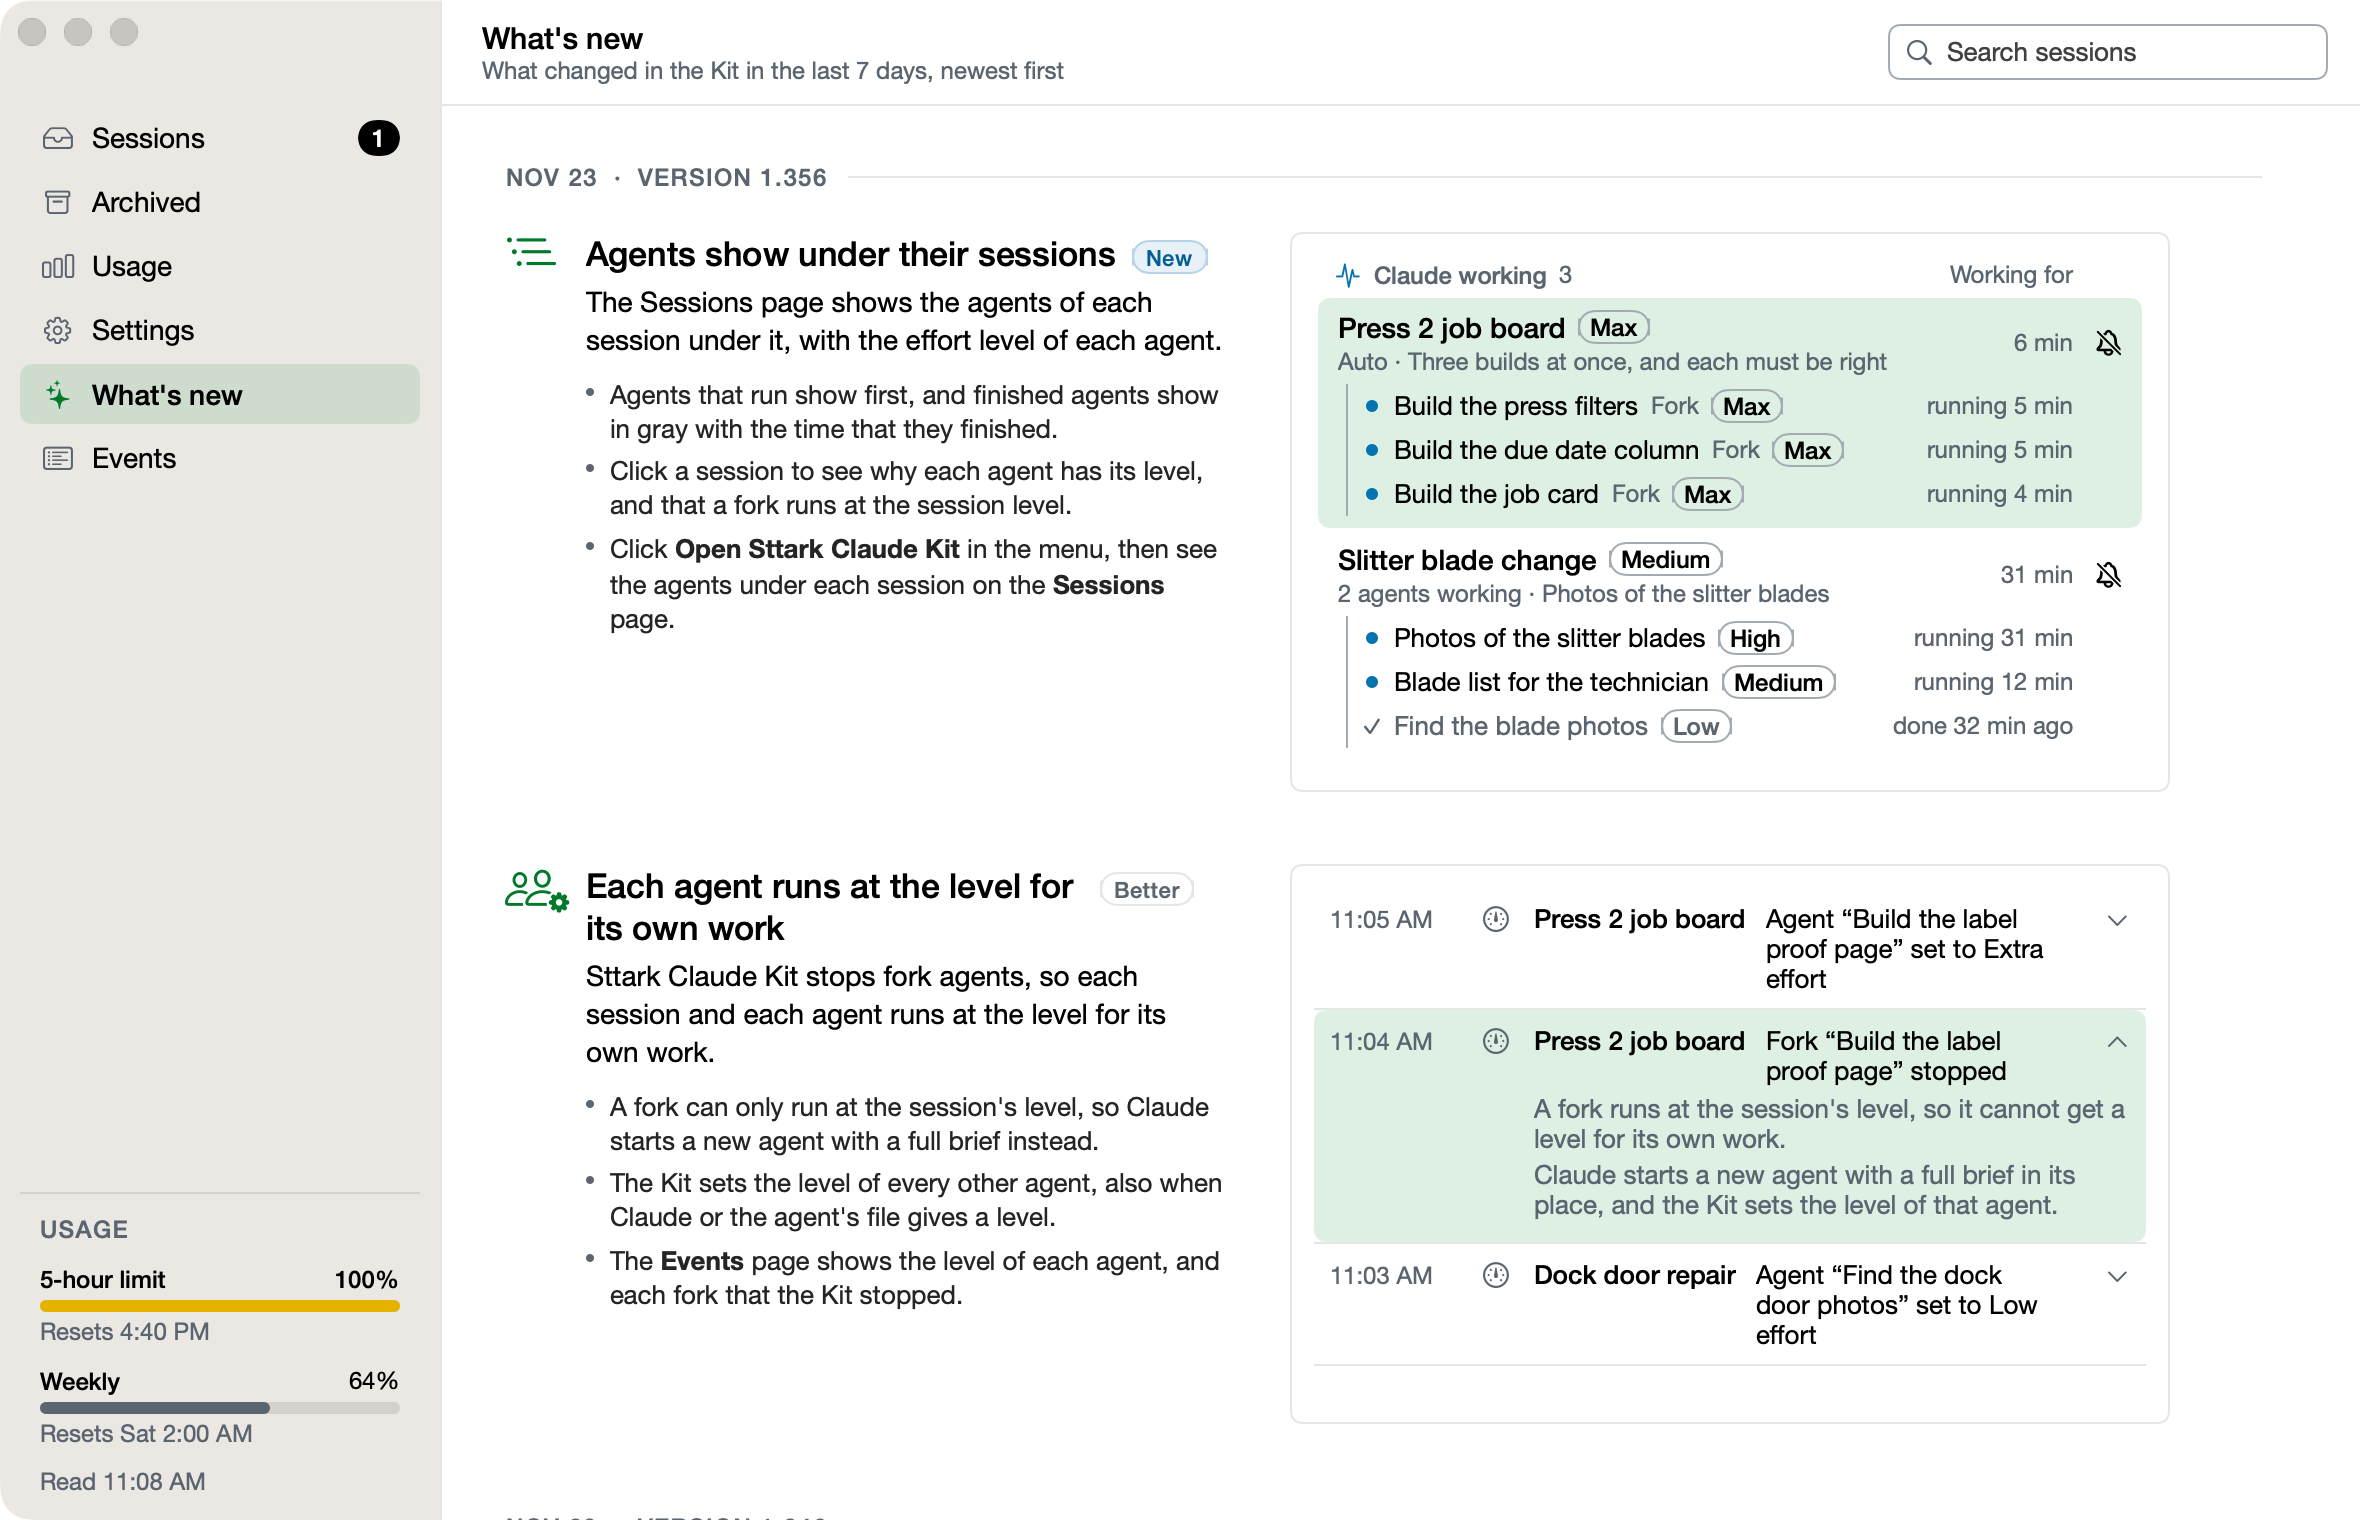 What's new
What changed in the Kit in the last 7 days, newest first
Search sessions
Sessions 1
Archived
Usage
Settings
What's new
Events
USAGE
5-hour limit 100%
Resets 4:40 PM
Weekly 64%
Resets Sat 2:00 AM
Read 11:08 AM
NOV 23 · VERSION 1.356
Agents show under their sessions New
The Sessions page shows the agents of each
session under it, with the effort level of each agent.
• Agents that run show first, and finished agents show
in gray with the time that they finished.
• Click a session to see why each agent has its level,
and that a fork runs at the session level.
• Click Open Sttark Claude Kit in the menu, then see
the agents under each session on the Sessions
page.
Claude working 3 Working for
Press 2 job board Max 6 min
Auto · Three builds at once, and each must be right
Build the press filters Fork Max running 5 min
Build the due date column Fork Max running 5 min
Build the job card Fork Max running 4 min
Slitter blade change Medium 31 min
2 agents working · Photos of the slitter blades
Photos of the slitter blades High running 31 min
Blade list for the technician Medium running 12 min
Find the blade photos Low done 32 min ago
Each agent runs at the level for Better
its own work
Sttark Claude Kit stops fork agents, so each
session and each agent runs at the level for its
own work.
• A fork can only run at the session's level, so Claude
starts a new agent with a full brief instead.
• The Kit sets the level of every other agent, also when
Claude or the agent's file gives a level.
• The Events page shows the level of each agent, and
each fork that the Kit stopped.
11:05 AM Press 2 job board Agent “Build the label
proof page” set to Extra
effort
11:04 AM Press 2 job board Fork “Build the label
proof page” stopped
A fork runs at the session's level, so it cannot get a
level for its own work.
Claude starts a new agent with a full brief in its
place, and the Kit sets the level of that agent.
11:03 AM Dock door repair Agent “Find the dock
door photos” set to Low
effort